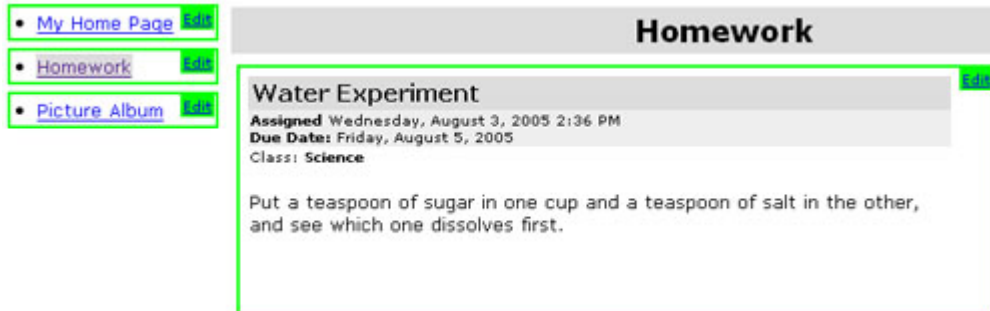 My Home Page Edit
Homework Edit
Picture Album Edit
Homework
Edit
Water Experiment
Assigned Wednesday, August 3, 2005 2:36 PM
Due Date: Friday, August 5, 2005
Class: Science
Put a teaspoon of sugar in one cup and a teaspoon of salt in the other,
and see which one dissolves first.